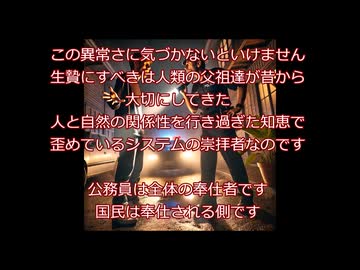 この異常さに気づかないといけません
生贄にすべきは人類の父祖達が昔から
大切にしてきた
人と自然の関係性を行き過ぎた知恵で
歪めているシステムの崇拝者なのです
公務員は全体の奉仕者です
国民は奉仕される側です